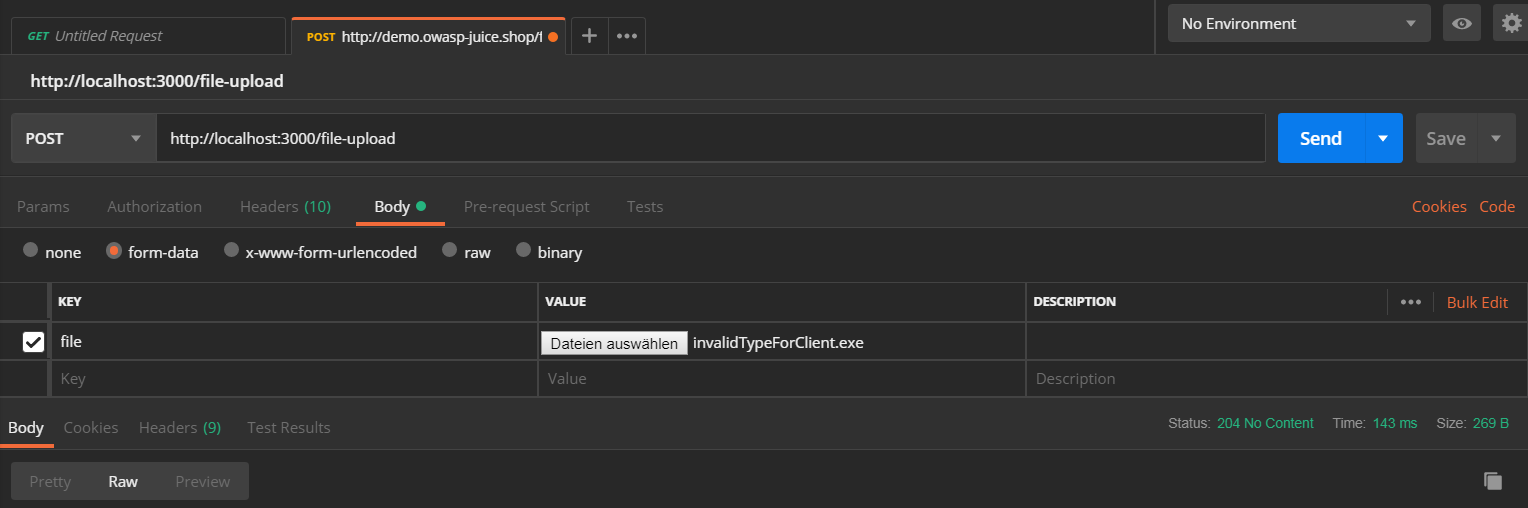 GET Untitled Request POST http://demo.owasp-juice.shop/f No Environment
http://localhost:3000/file-upload
POST http://localhost:3000/file-upload Send Save
Params Authorization Headers (10) Body Pre-request Script Tests Cookies Code
none form-data x-www-form-urlencoded raw binary
KEY VALUE DESCRIPTION Bulk Edit
file Dateien auswählen invalidTypeForClient.exe
Key Value Description
Body Cookies Headers (9) Test Results Status: 204 No Content Time: 143 ms Size: 269 B
Pretty Raw Preview